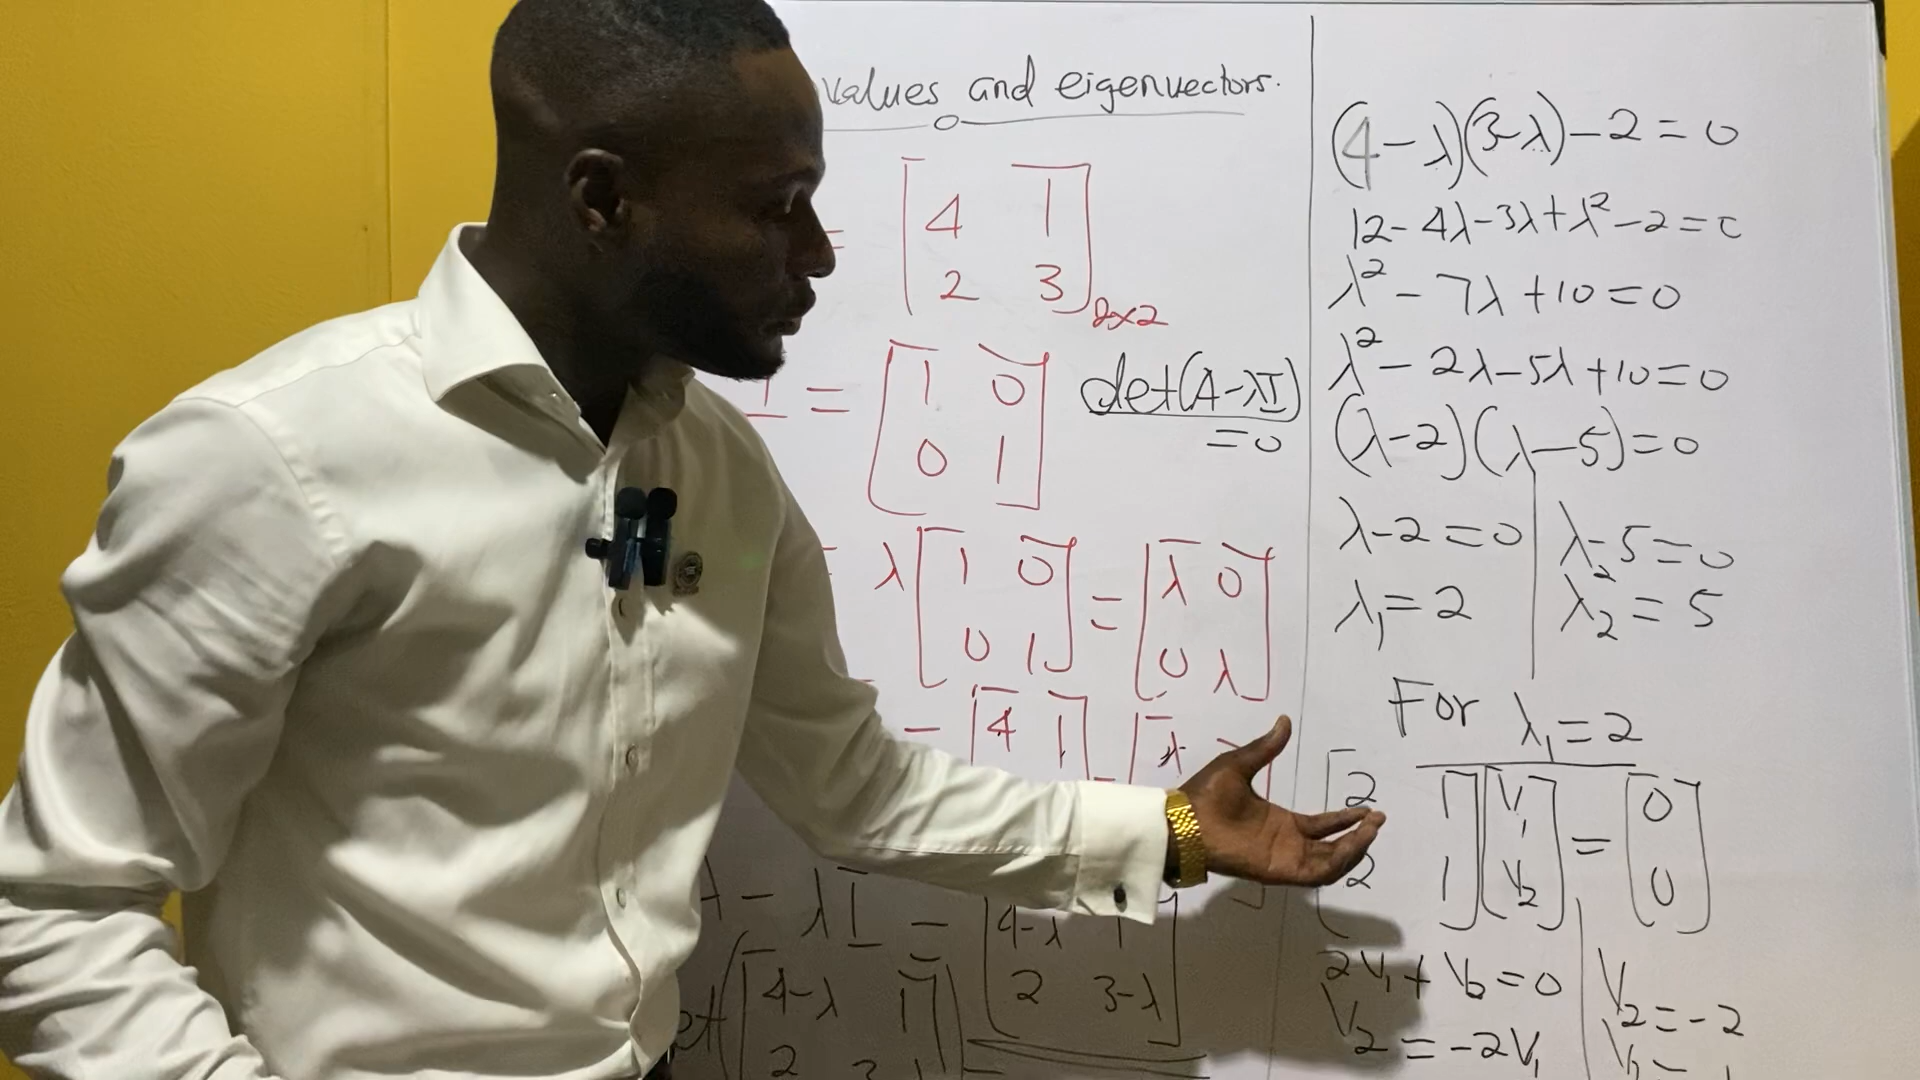 values and eigenvectors.
= [4 1
2 3] 2x2
I = [1 0
0 1]
det(A-λI)
=0
λ [1 0
0 1] = [λ 0
0 λ]
- [4 1] - [λ
A - λI = [4-λ 1
2 3-λ]
[4-λ 1] =
2
(4-λ)(3-λ)-2=0
12-4λ-3λ+λ²-2=0
λ²-7λ+10=0
λ²-2λ-5λ+10=0
(λ-2)(λ-5)=0
λ-2=0
λ₁=2
λ-5=0
λ₂=5
For λ₁=2
[2 1
2 1] [V₁
V₂] = [0
0]
2V₁+V₂=0
V₂=-2V₁
V₂=-2